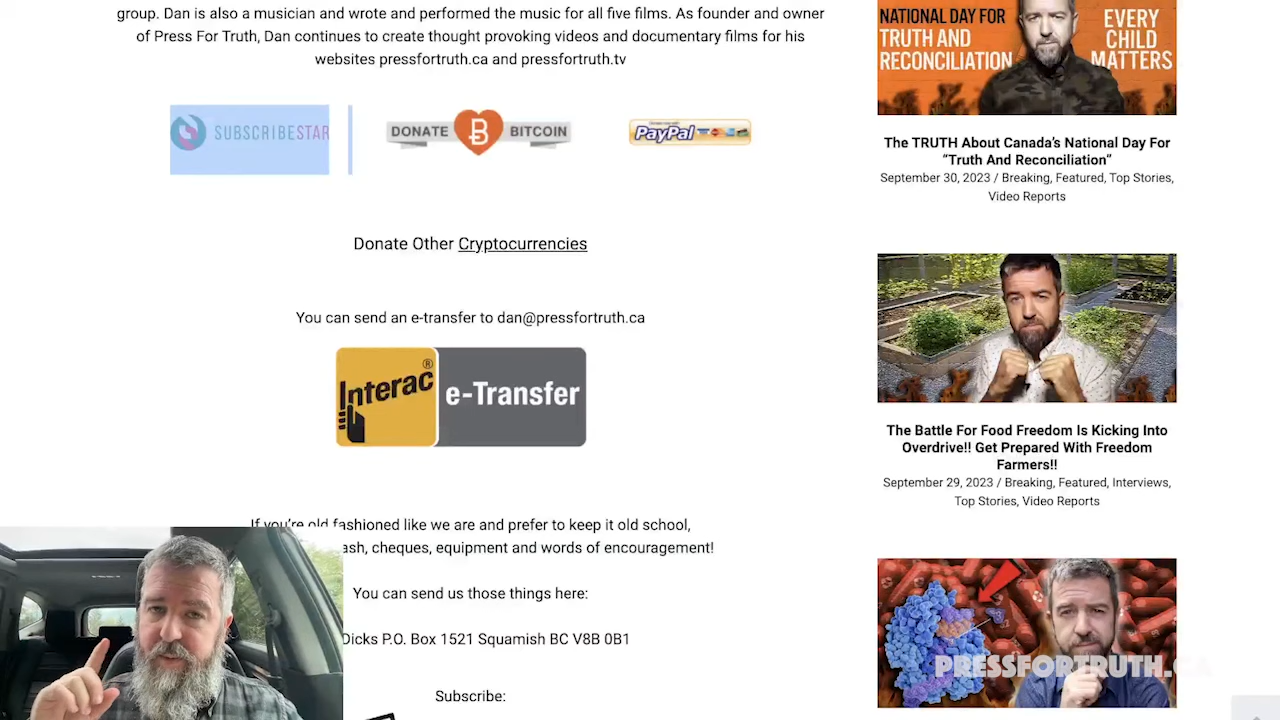 group. Dan is also a musician and wrote and performed the music for all five films. As founder and owner
of Press For Truth, Dan continues to create thought provoking videos and documentary films for his
websites pressfortruth.ca and pressfortruth.tv
SUBSCRIBESTAR
DONATE BITCOIN
PayPal
Donate Other Cryptocurrencies
You can send an e-transfer to dan@pressfortruth.ca
Interac® e-Transfer
If you're old fashioned like we are and prefer to keep it old school,
ash, cheques, equipment and words of encouragement!
You can send us those things here:
Dicks P.O. Box 1521 Squamish BC V8B 0B1
Subscribe:
NATIONAL DAY FOR
TRUTH AND
RECONCILIATION
EVERY
CHILD
MATTERS
The TRUTH About Canada's National Day For
“Truth And Reconciliation”
September 30, 2023 / Breaking, Featured, Top Stories,
Video Reports
The Battle For Food Freedom Is Kicking Into
Overdrive!! Get Prepared With Freedom
Farmers!!
September 29, 2023 / Breaking, Featured, Interviews,
Top Stories, Video Reports
PRESSFORTRUTH.CA